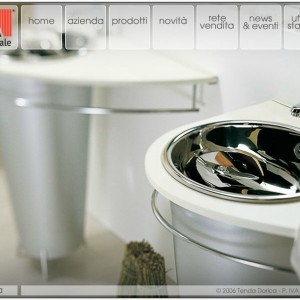 ale
home
azienda
prodotti
novità
rete
vendita
news
& eventi
uf
sta
© 2006 Tenda Dorica - P. IVA